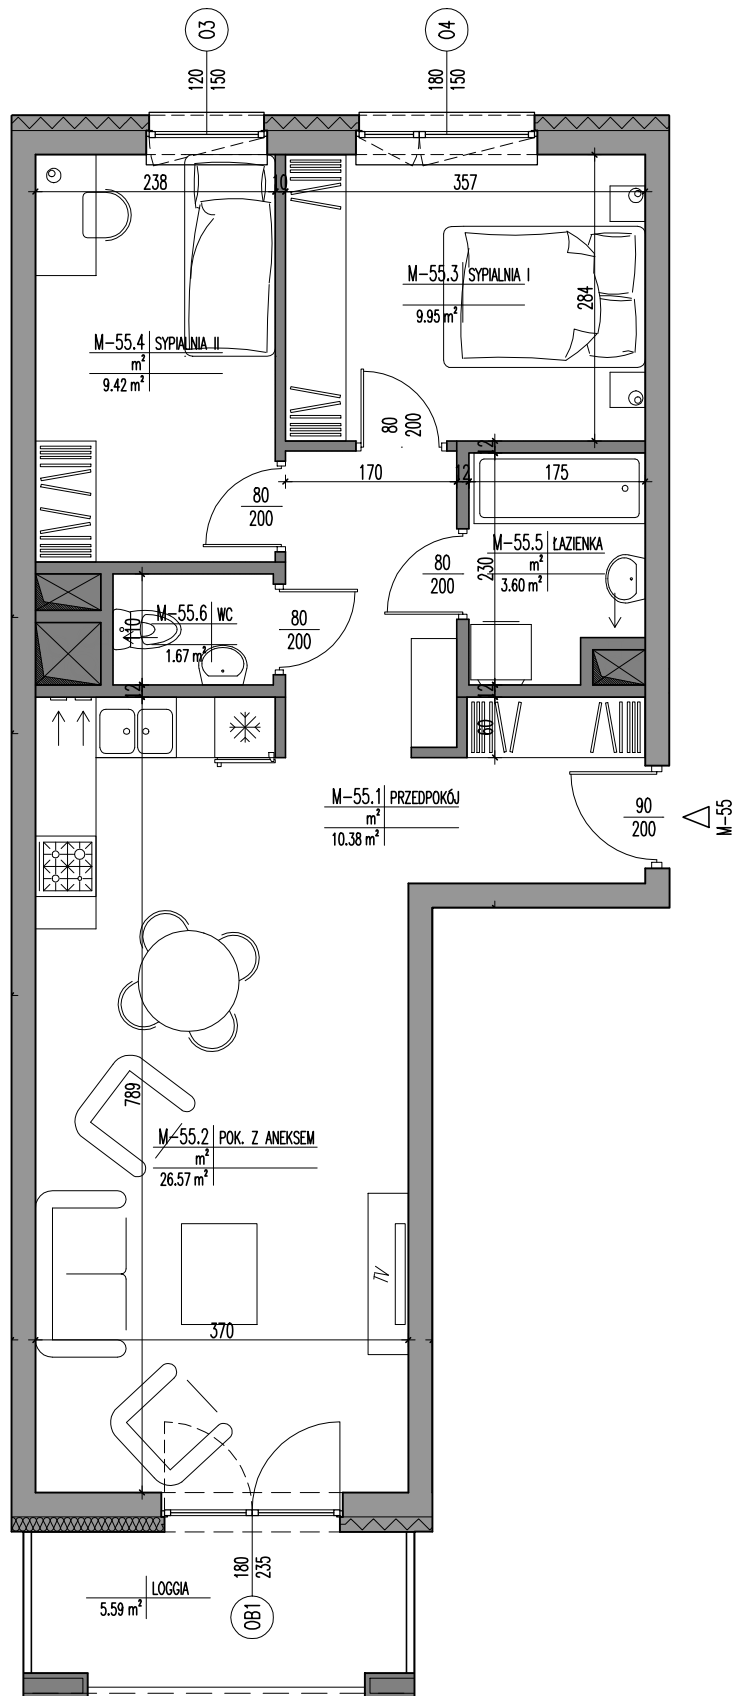 03
04
120
150
180
150
238
10
357
M-55.3 SYPIALNIA I
9.95 m²
284
M-55.4 SYPIALNIA II
m²
9.42 m²
80
200
12
170
12
175
80
200
M-55.5 ŁAZIENKA
m²
3.60 m²
80
200
230
M-55.6 WC
1.67 m²
110
80
200
12
12
60
M-55.1 PRZEDPOKÓJ
m²
10.38 m²
90
200
M-55
789
M-55.2 POK. Z ANEKSEM
m²
26.57 m²
TV
370
180
235
LOGGIA
5.59 m²
OB1